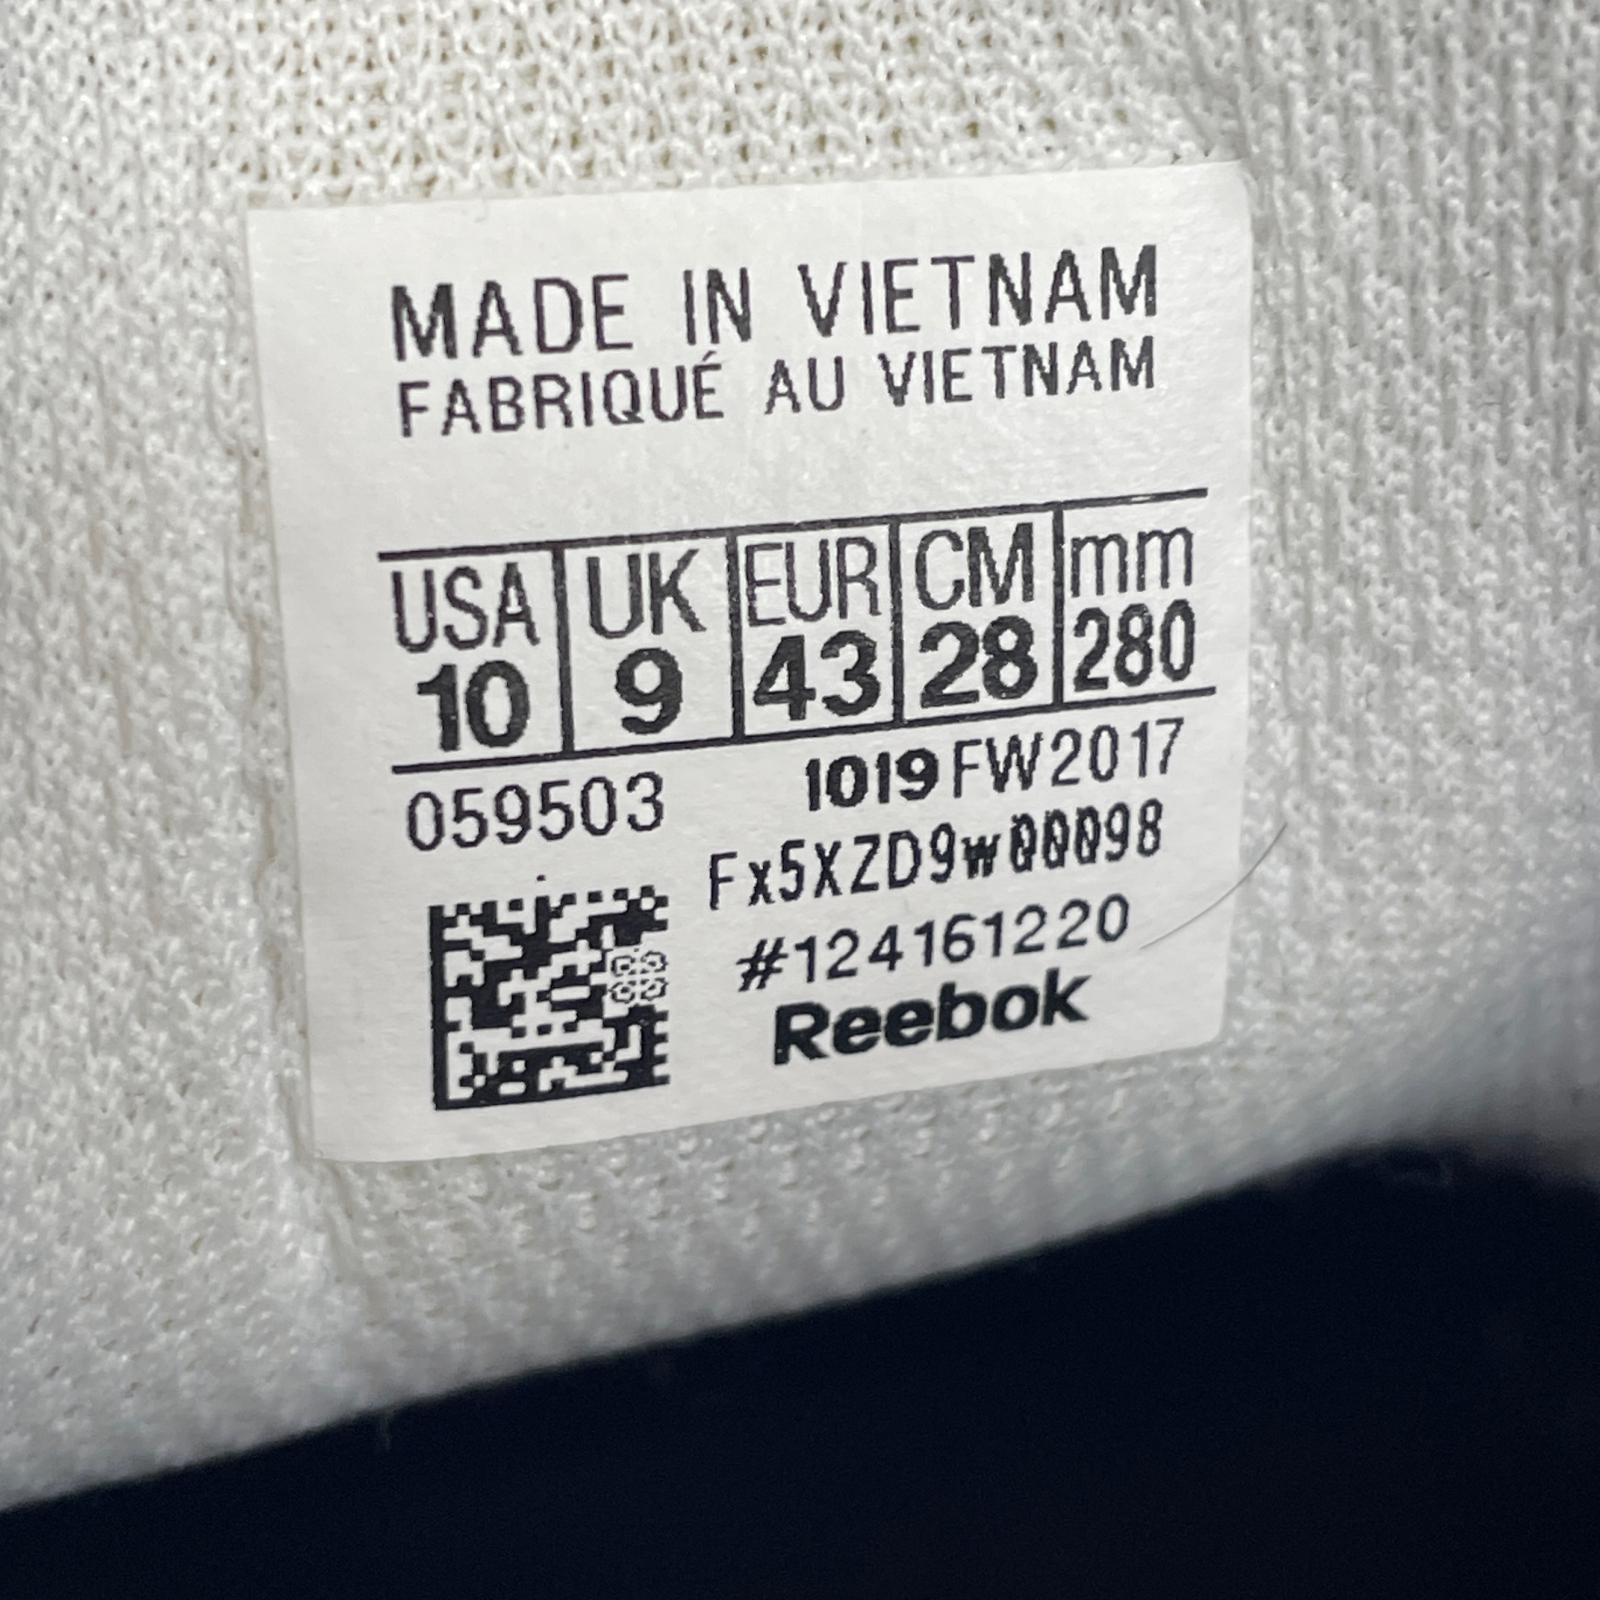 MADE IN VIETNAM
FABRIQUÉ AU VIETNAM
USA UK EUR CM mm
10 9 43 28 280
059503 1019 FW2017
Fx5XZD9w00098
#124161220
Reebok